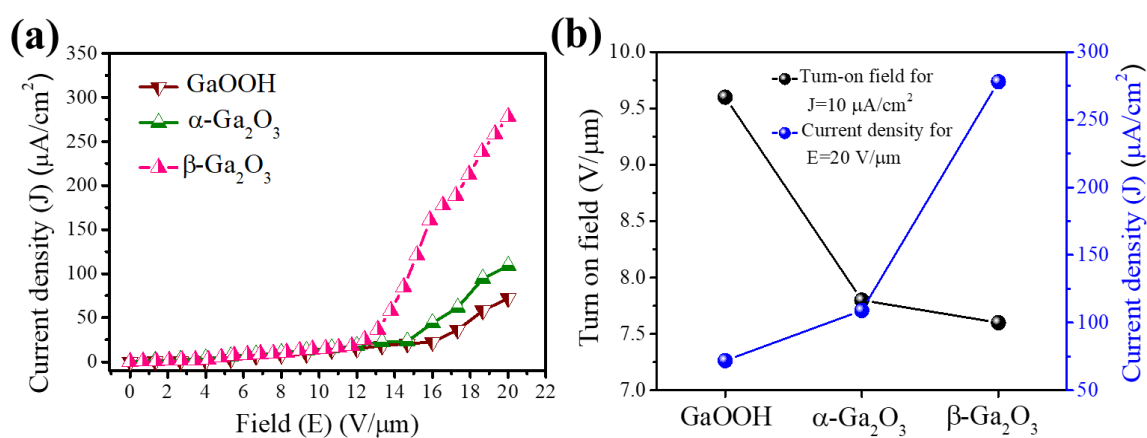 (a)
350
300
250
200
150
100
50
0
Current density (J) (μA/cm²)
GaOOH
α-Ga₂O₃
β-Ga₂O₃
0 2 4 6 8 10 12 14 16 18 20 22
Field (E) (V/μm)
(b)
10.0
9.5
9.0
8.5
8.0
7.5
7.0
Turn on field (V/μm)
Turn-on field for
J=10 μA/cm²
Current density for
E=20 V/μm
300
250
200
150
100
50
Current density (J) (μA/cm²)
GaOOH α-Ga₂O₃ β-Ga₂O₃